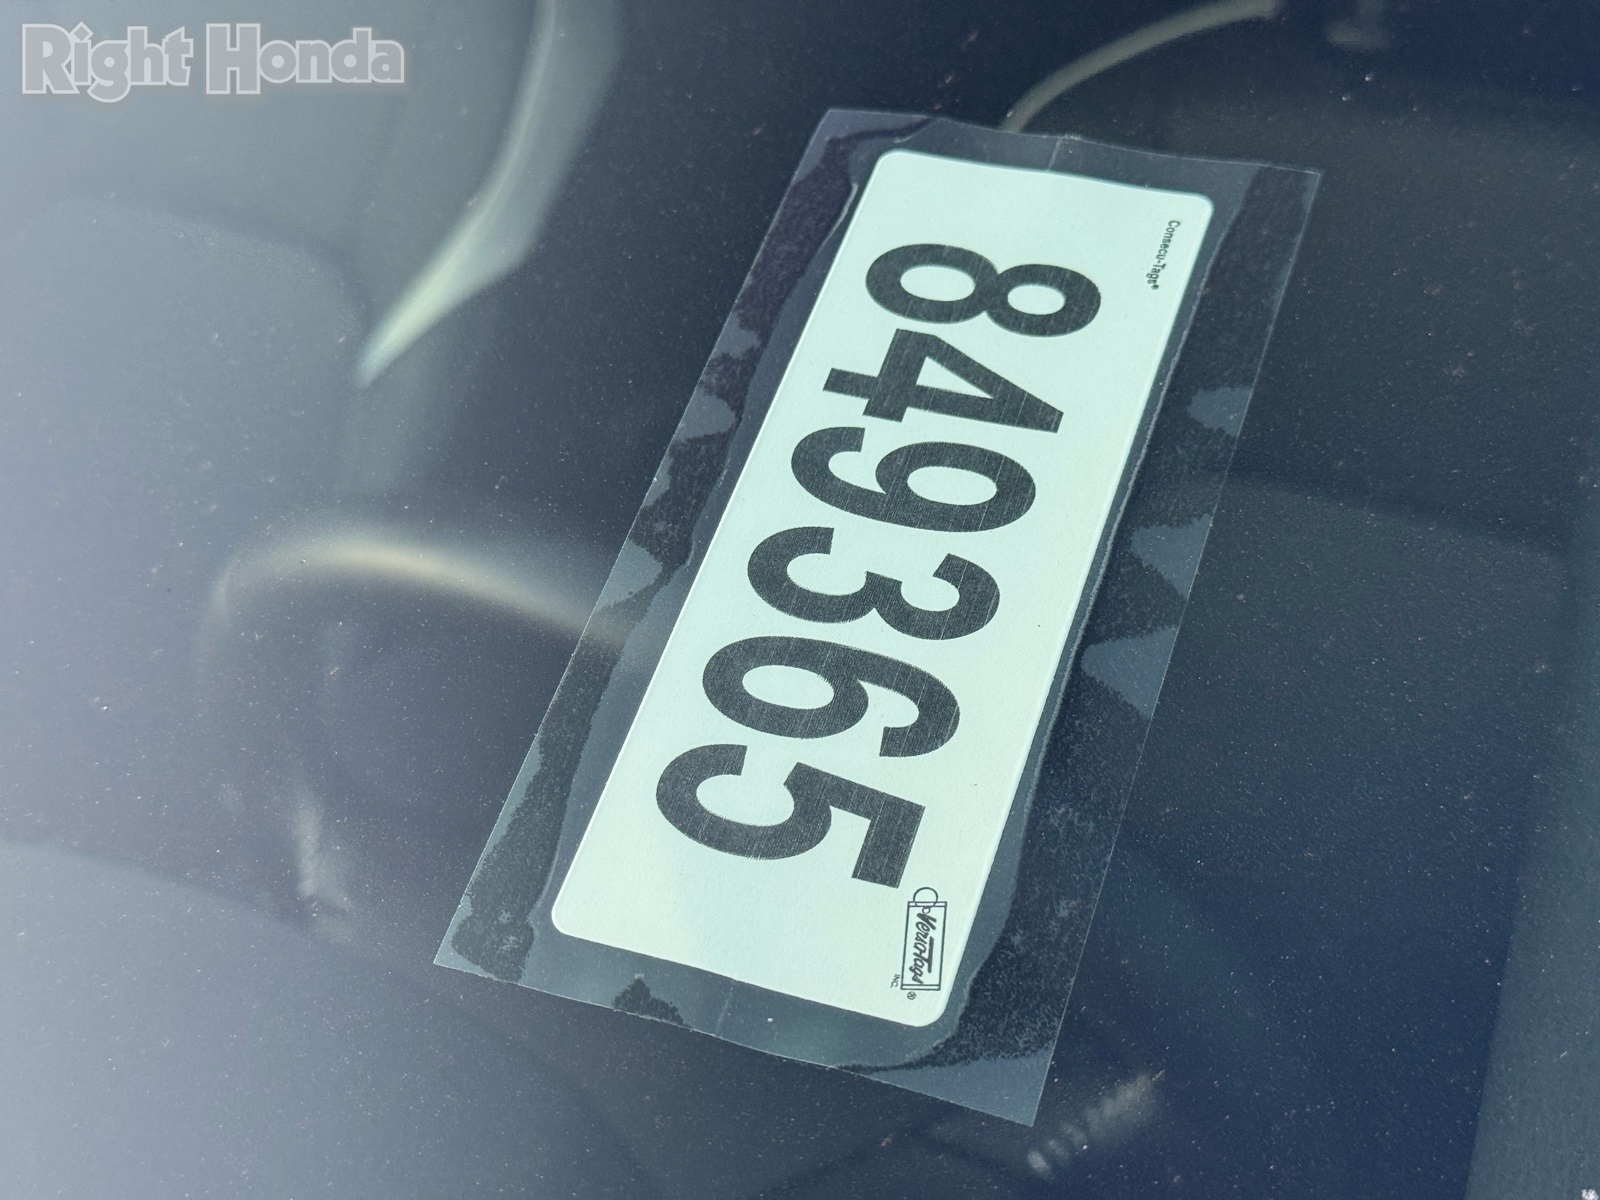 Right Honda
Consecu-Tags®
849365
VersaTags®
INC.